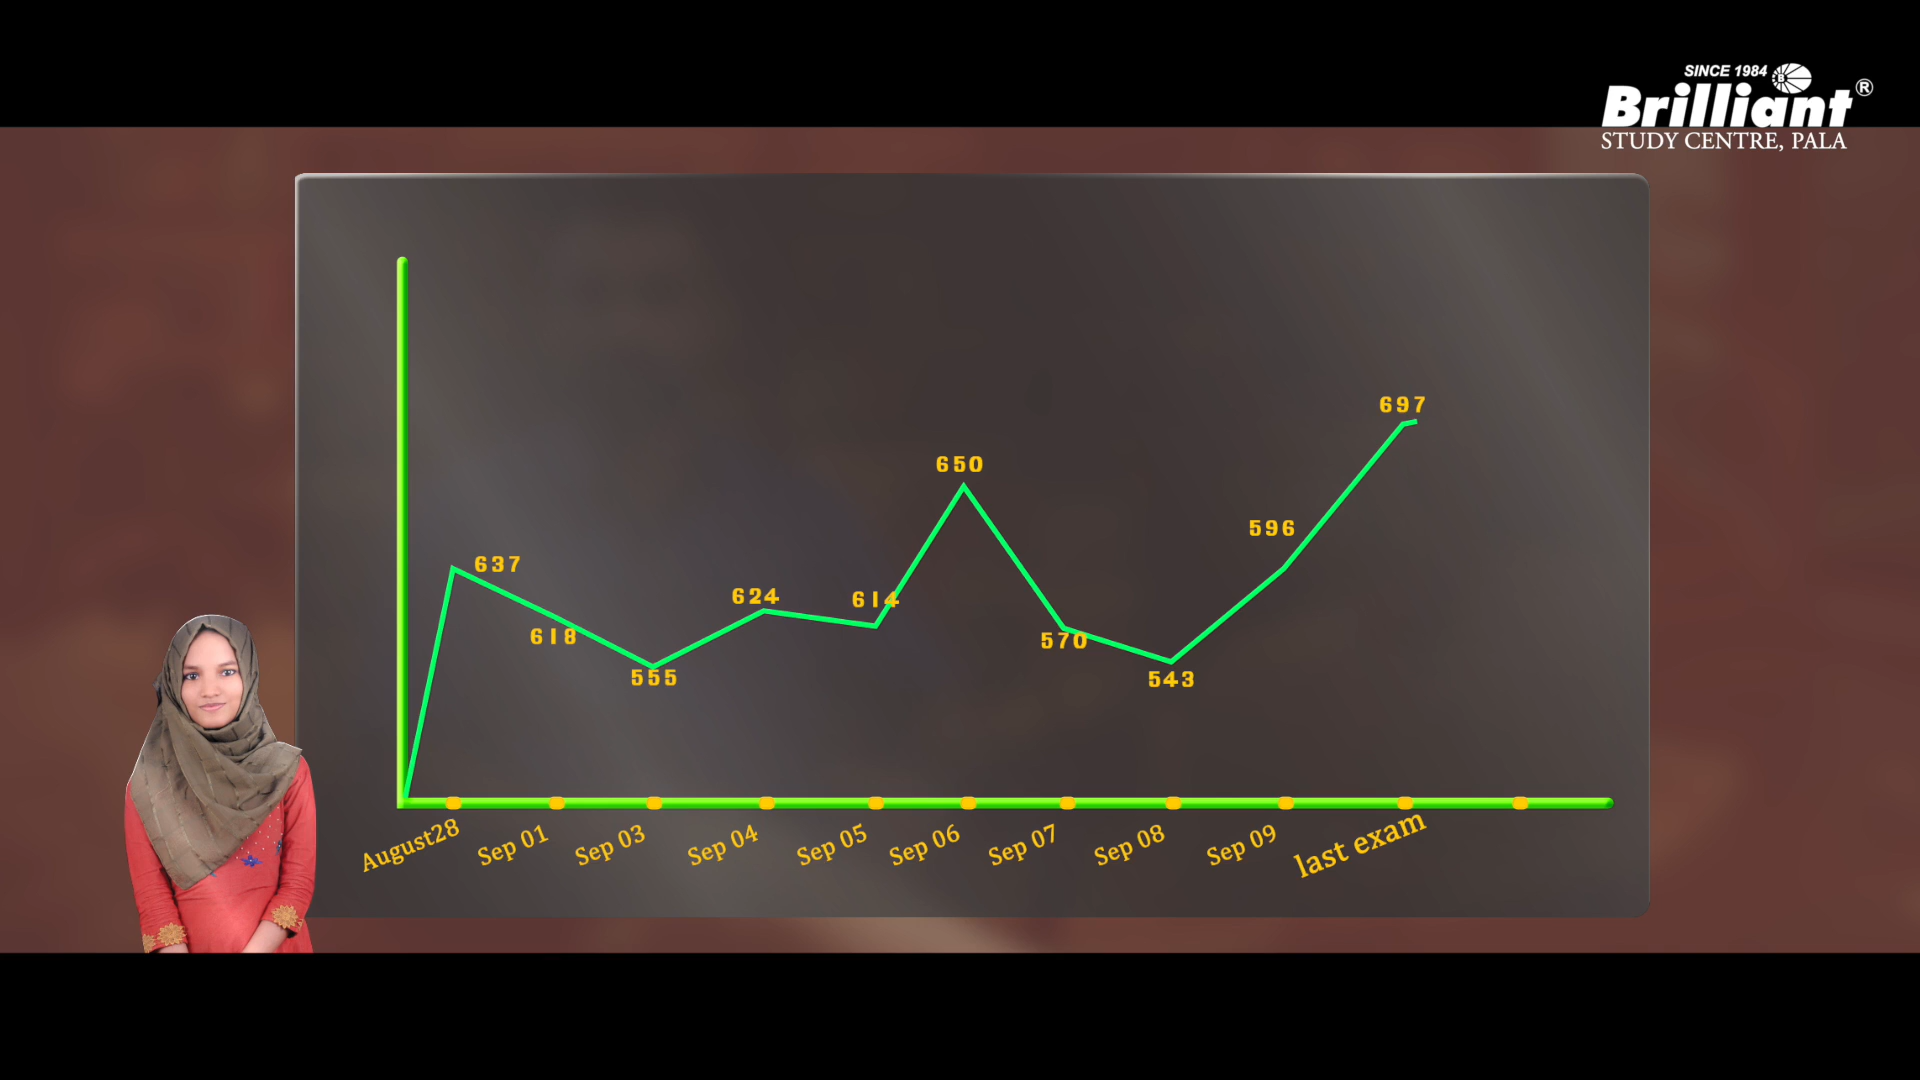 SINCE 1984
Brilliant®
STUDY CENTRE, PALA
697
650
596
637
624
614
618
570
555
543
August28
Sep 01
Sep 03
Sep 04
Sep 05
Sep 06
Sep 07
Sep 08
Sep 09
last exam